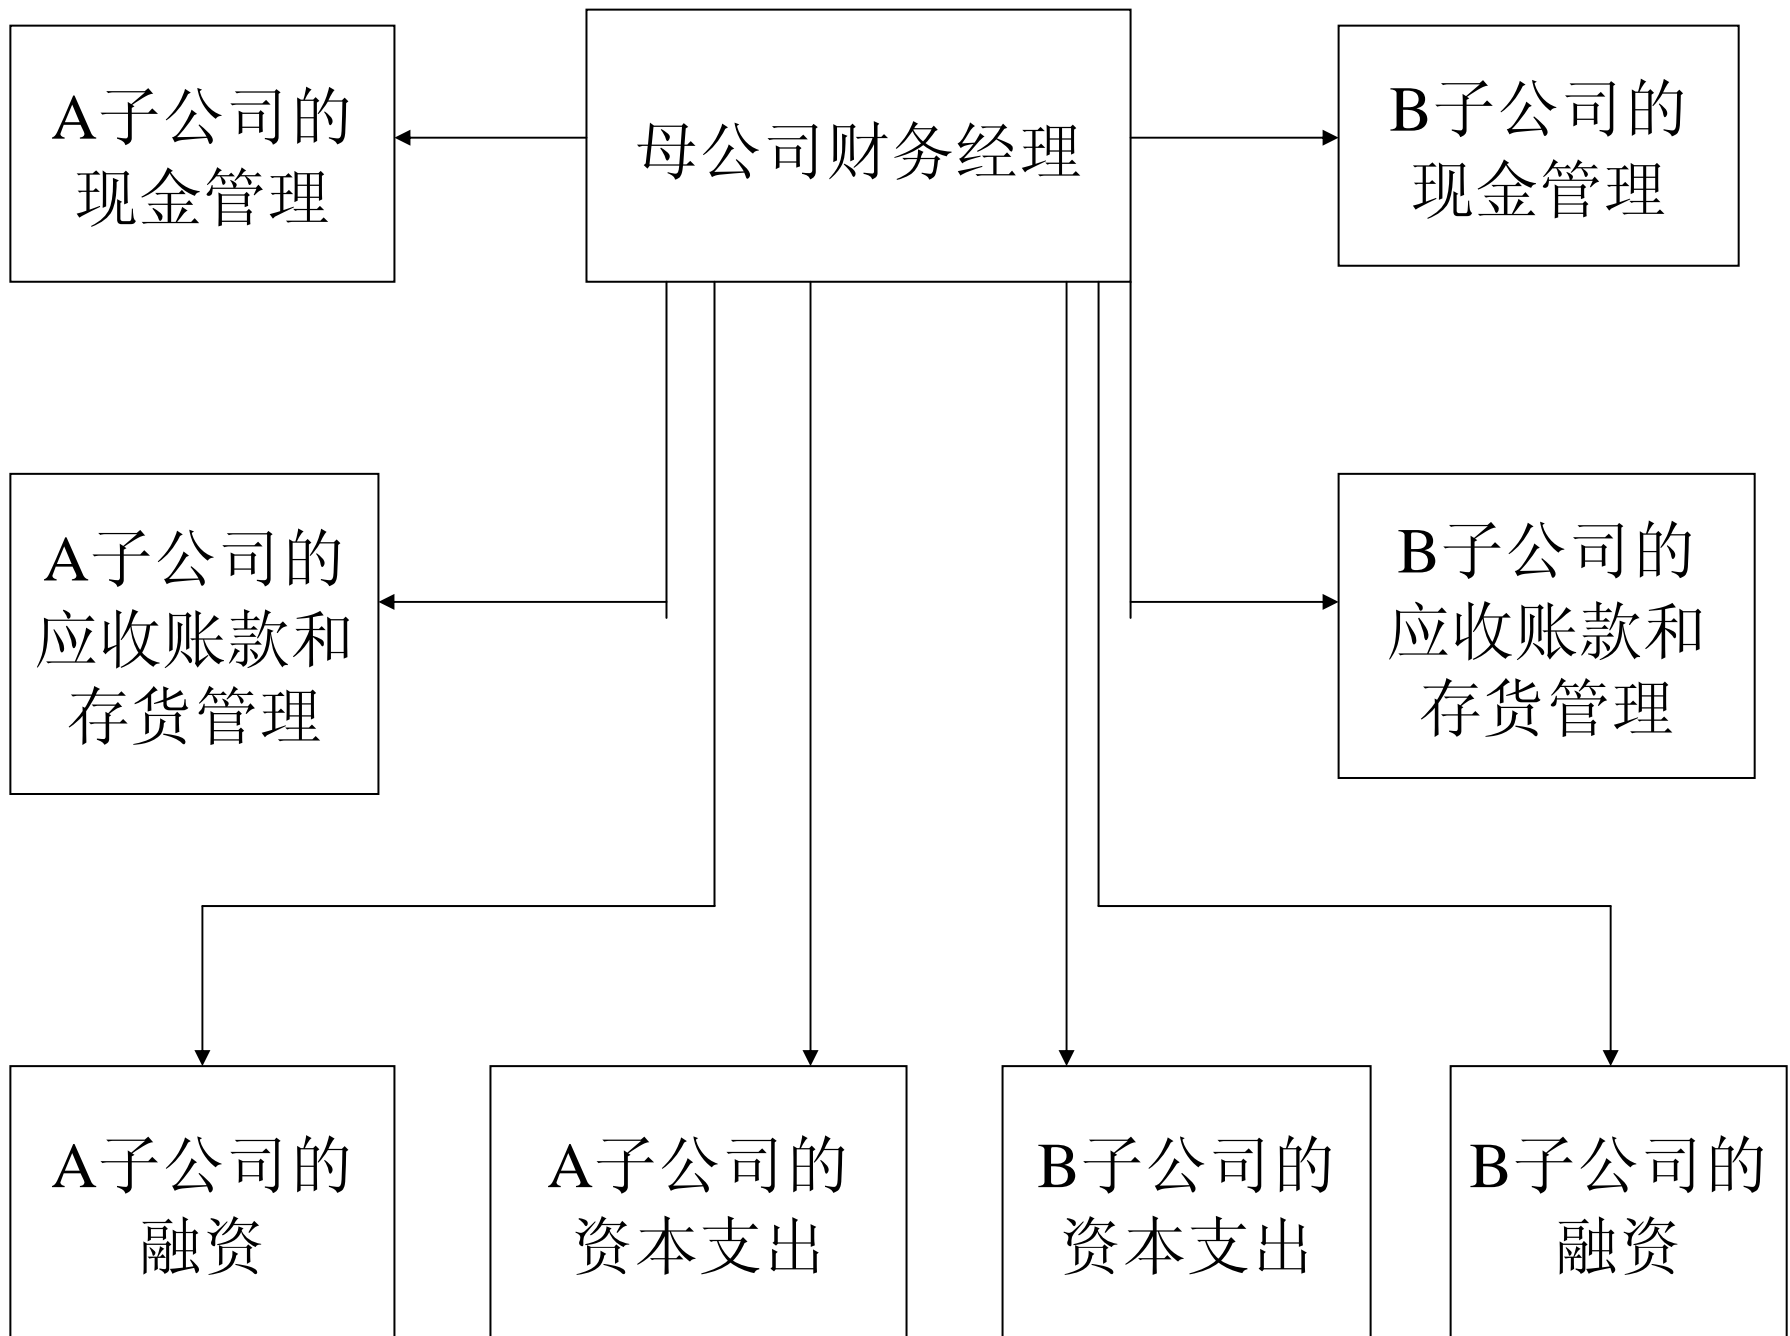 A子公司的
现金管理
母公司财务经理
B子公司的
现金管理
A子公司的
应收账款和
存货管理
B子公司的
应收账款和
存货管理
A子公司的
融资
A子公司的
资本支出
B子公司的
资本支出
B子公司的
融资